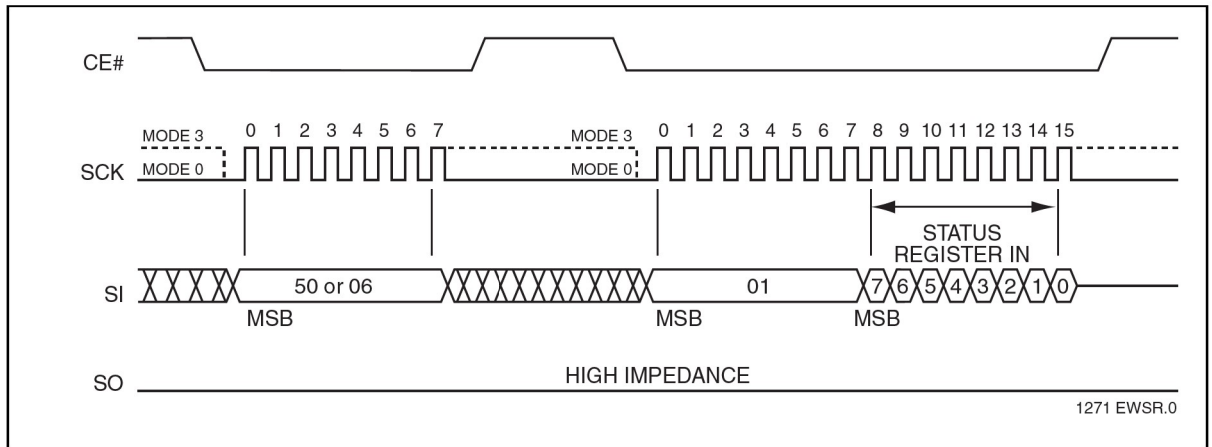 CE#
MODE 3 0 1 2 3 4 5 6 7 MODE 3 0 1 2 3 4 5 6 7 8 9 10 11 12 13 14 15
SCK MODE 0 MODE 0
STATUS
REGISTER IN
SI 50 or 06 01 7 6 5 4 3 2 1 0
MSB MSB MSB
SO HIGH IMPEDANCE
1271 EWSR.0